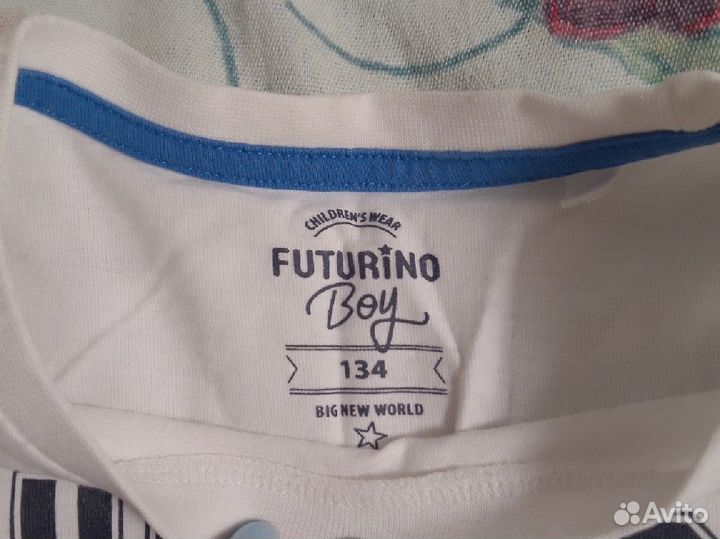 CHILDREN'S WEAR
FUTURINO
Boy
134
BIG NEW WORLD
Avito